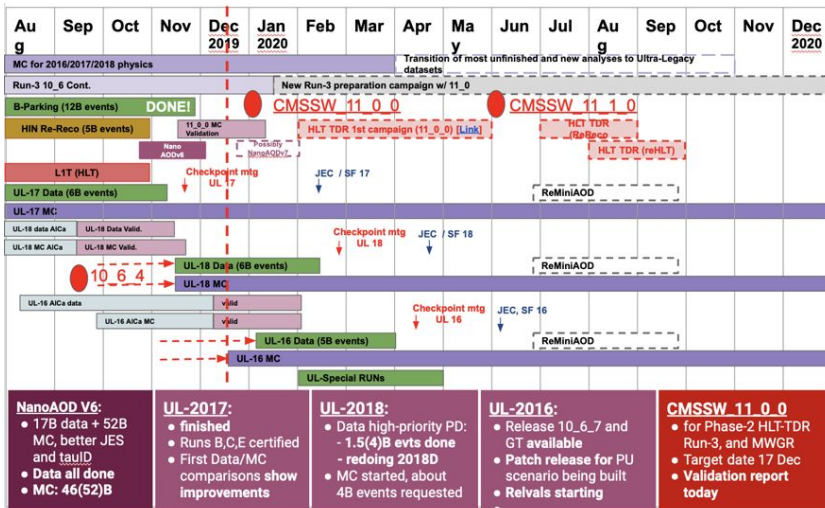 Au
g
Sep
Oct
Nov
Dec
2019
Jan
2020
Feb
Mar
Apr
Ma
y
Jun
Jul
Au
g
Sep
Oct
Nov
Dec
2020
MC for 2016/2017/2018 physics
Transition of most unfinished and new analyses to Ultra-Legacy
datasets
Run-3 10_6 Cont.
New Run-3 preparation campaign w/ 11_0
B-Parking (12B events)
DONE!
CMSSW_11_0_0
CMSSW_11_1_0
HIN Re-Reco (5B events)
11_0_0 MC
Validation
HLT TDR 1st campaign (11_0_0) [Link]
HLT TDR
(ReReco
Nano
AODv6
Possibly
NanoAODv7
HLT TDR (reHLT)
L1T (HLT)
Checkpoint mtg
UL 17
JEC / SF 17
UL-17 Data (6B events)
ReMiniAOD
UL-17 MC
UL-18 data AlCa
UL-18 Data Valid.
UL-18 MC AlCa
UL-18 MC Valid.
Checkpoint mtg
UL 18
JEC / SF 18
10_6_4
UL-18 Data (6B events)
ReMiniAOD
UL-18 MC
UL-16 AlCa data
valid
UL-16 AlCa MC
valid
Checkpoint mtg
UL 16
JEC, SF 16
UL-16 Data (5B events)
ReMiniAOD
UL-16 MC
UL-Special RUNs
NanoAOD V6
● 17B data + 52B
MC, better JES
and tauID
● Data all done
● MC: 46(52)B
UL-2017:
● finished
● Runs B,C,E certified
● First Data/MC
comparisons show
improvements
UL-2018:
● Data high-priority PD:
- 1.5(4)B evts done
- redoing 2018D
● MC started, about
4B events requested
UL-2016:
● Release 10_6_7 and
GT available
● Patch release for PU
scenario being built
● Relvals starting
●
CMSSW_11_0_0
● for Phase-2 HLT-TDR
Run-3, and MWGR
● Target date 17 Dec
● Validation report
today